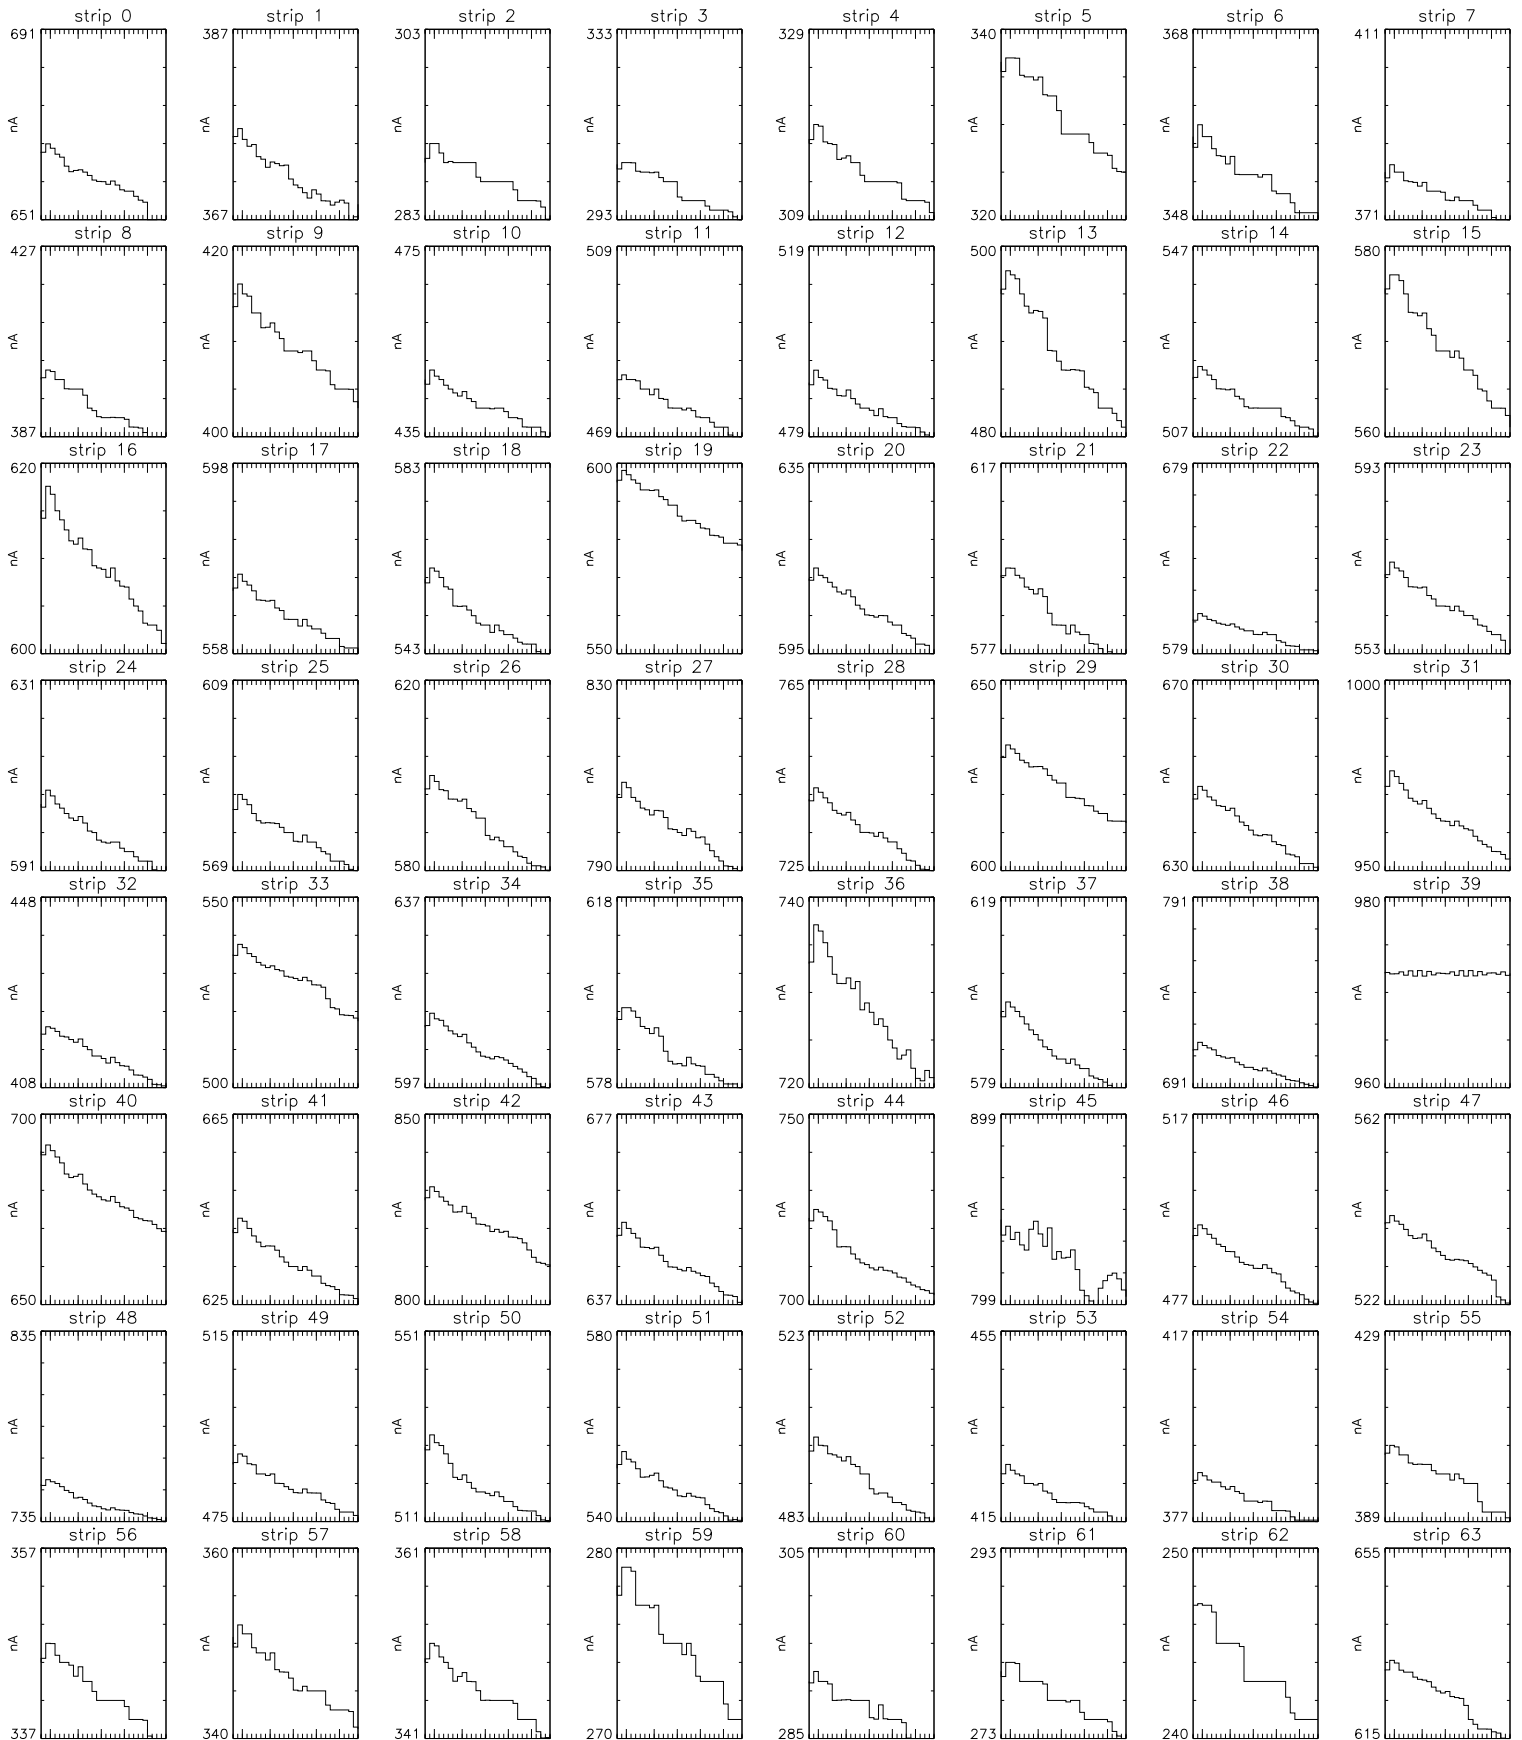 strip 0 strip 1 strip 2 strip 3 strip 4 strip 5 strip 6 strip 7
691 387 303 333 329 340 368 411
nA nA nA nA nA nA nA nA
651 367 283 293 309 320 348 371
strip 8 strip 9 strip 10 strip 11 strip 12 strip 13 strip 14 strip 15
427 420 475 509 519 500 547 580
nA nA nA nA nA nA nA nA
387 400 435 469 479 480 507 560
strip 16 strip 17 strip 18 strip 19 strip 20 strip 21 strip 22 strip 23
620 598 583 600 635 617 679 593
nA nA nA nA nA nA nA nA
600 558 543 550 595 577 579 553
strip 24 strip 25 strip 26 strip 27 strip 28 strip 29 strip 30 strip 31
631 609 620 830 765 650 670 1000
nA nA nA nA nA nA nA nA
591 569 580 790 725 600 630 950
strip 32 strip 33 strip 34 strip 35 strip 36 strip 37 strip 38 strip 39
448 550 637 618 740 619 791 980
nA nA nA nA nA nA nA nA
408 500 597 578 720 579 691 960
strip 40 strip 41 strip 42 strip 43 strip 44 strip 45 strip 46 strip 47
700 665 850 677 750 899 517 562
nA nA nA nA nA nA nA nA
650 625 800 637 700 799 477 522
strip 48 strip 49 strip 50 strip 51 strip 52 strip 53 strip 54 strip 55
835 515 551 580 523 455 417 429
nA nA nA nA nA nA nA nA
735 475 511 540 483 415 377 389
strip 56 strip 57 strip 58 strip 59 strip 60 strip 61 strip 62 strip 63
357 360 361 280 305 293 250 655
nA nA nA nA nA nA nA nA
337 340 341 270 285 273 240 615